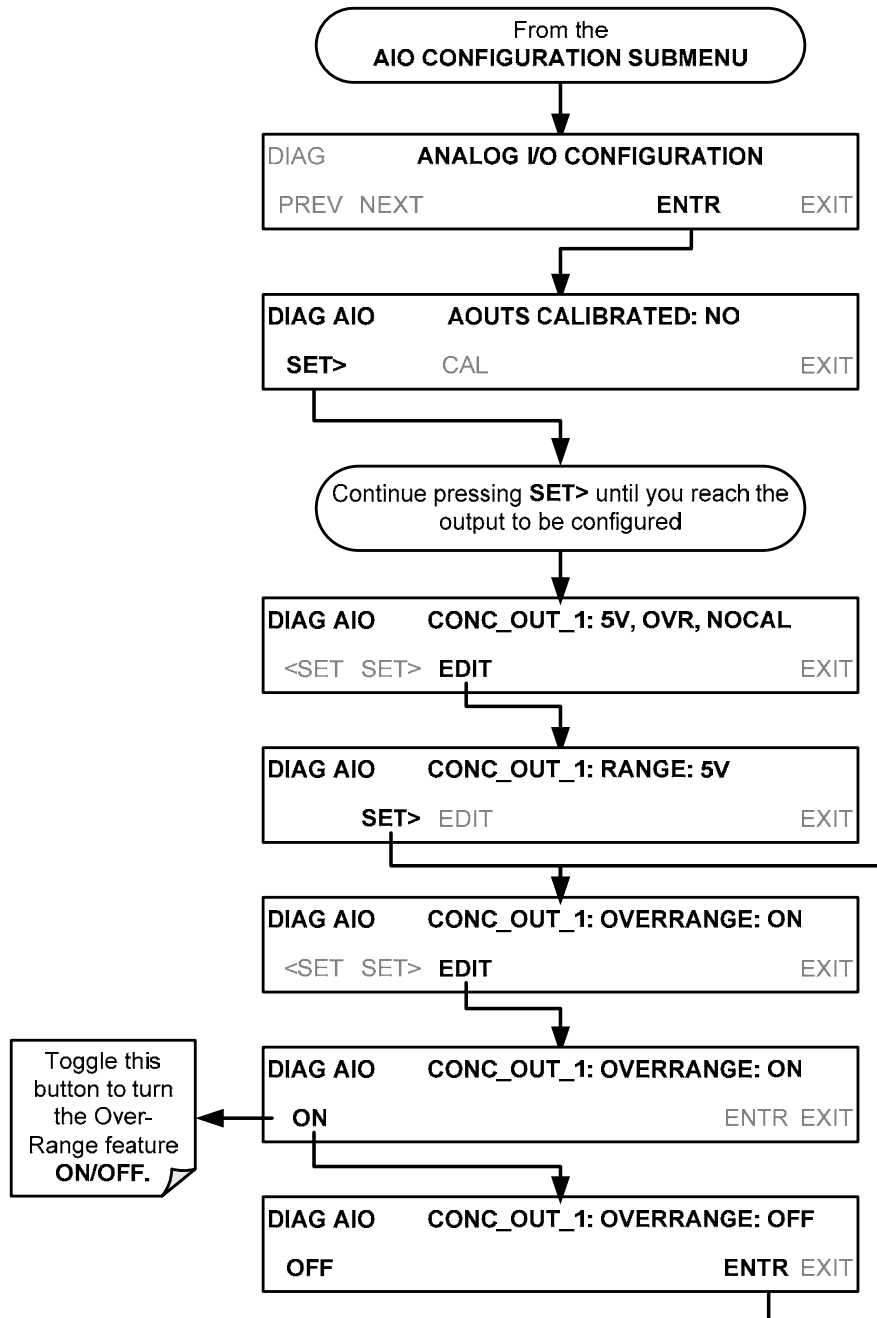 From the
AIO CONFIGURATION SUBMENU
DIAG ANALOG I/O CONFIGURATION
PREV NEXT ENTR EXIT
DIAG AIO AOUTS CALIBRATED: NO
SET> CAL EXIT
Continue pressing SET> until you reach the
output to be configured
DIAG AIO CONC_OUT_1: 5V, OVR, NOCAL
<SET SET> EDIT EXIT
DIAG AIO CONC_OUT_1: RANGE: 5V
SET> EDIT EXIT
DIAG AIO CONC_OUT_1: OVERRANGE: ON
<SET SET> EDIT EXIT
Toggle this
button to turn
the Over-
Range feature
ON/OFF.
DIAG AIO CONC_OUT_1: OVERRANGE: ON
ON ENTR EXIT
DIAG AIO CONC_OUT_1: OVERRANGE: OFF
OFF ENTR EXIT